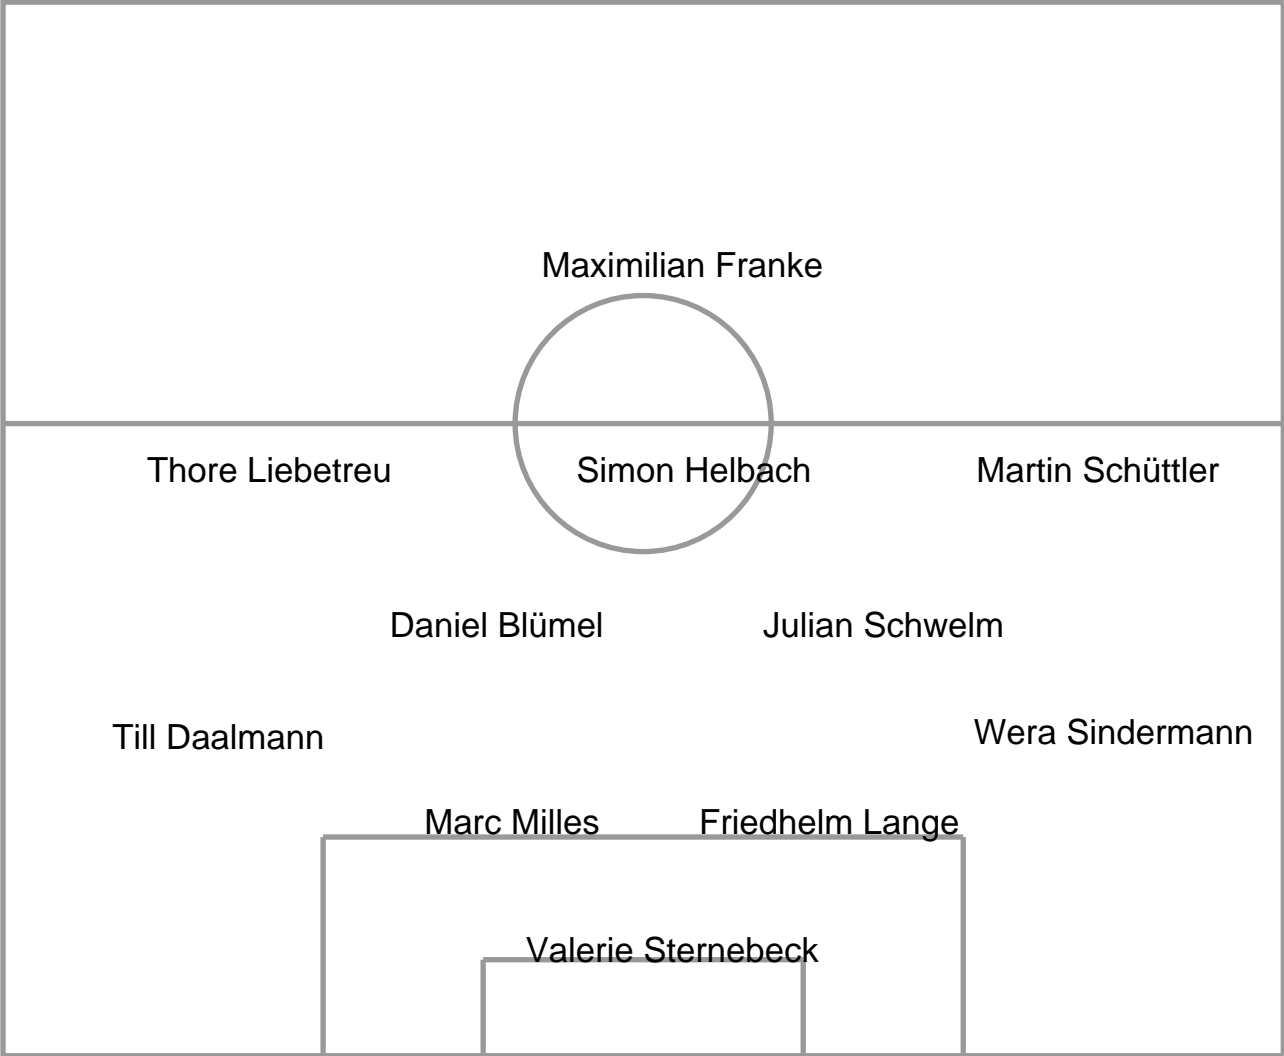 Maximilian Franke
Thore Liebetreu
Simon Helbach
Martin Schüttler
Daniel Blümel
Julian Schwelm
Till Daalmann
Wera Sindermann
Marc Milles
Friedhelm Lange
Valerie Sternebeck